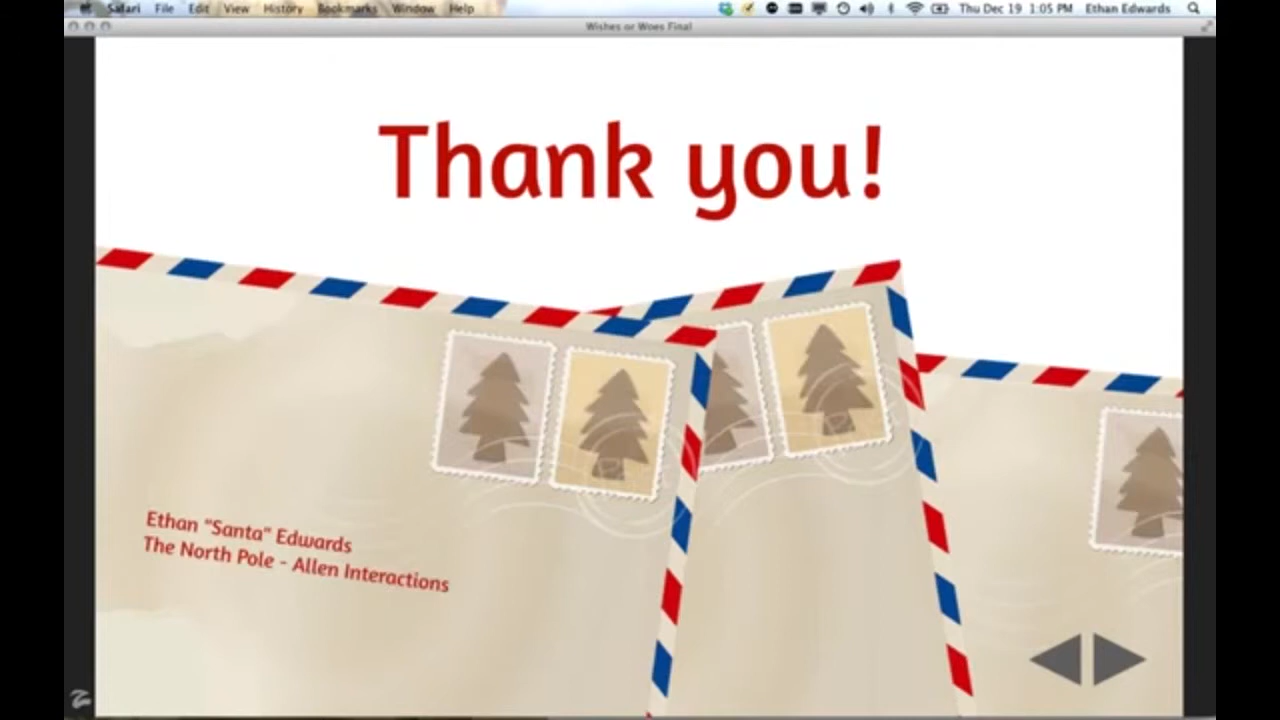 Safari File Edit View History Bookmarks Window Help Thu Dec 19 1:05 PM Ethan Edwards
Wishes or Woes Final
Thank you!
Ethan "Santa" Edwards
The North Pole - Allen Interactions